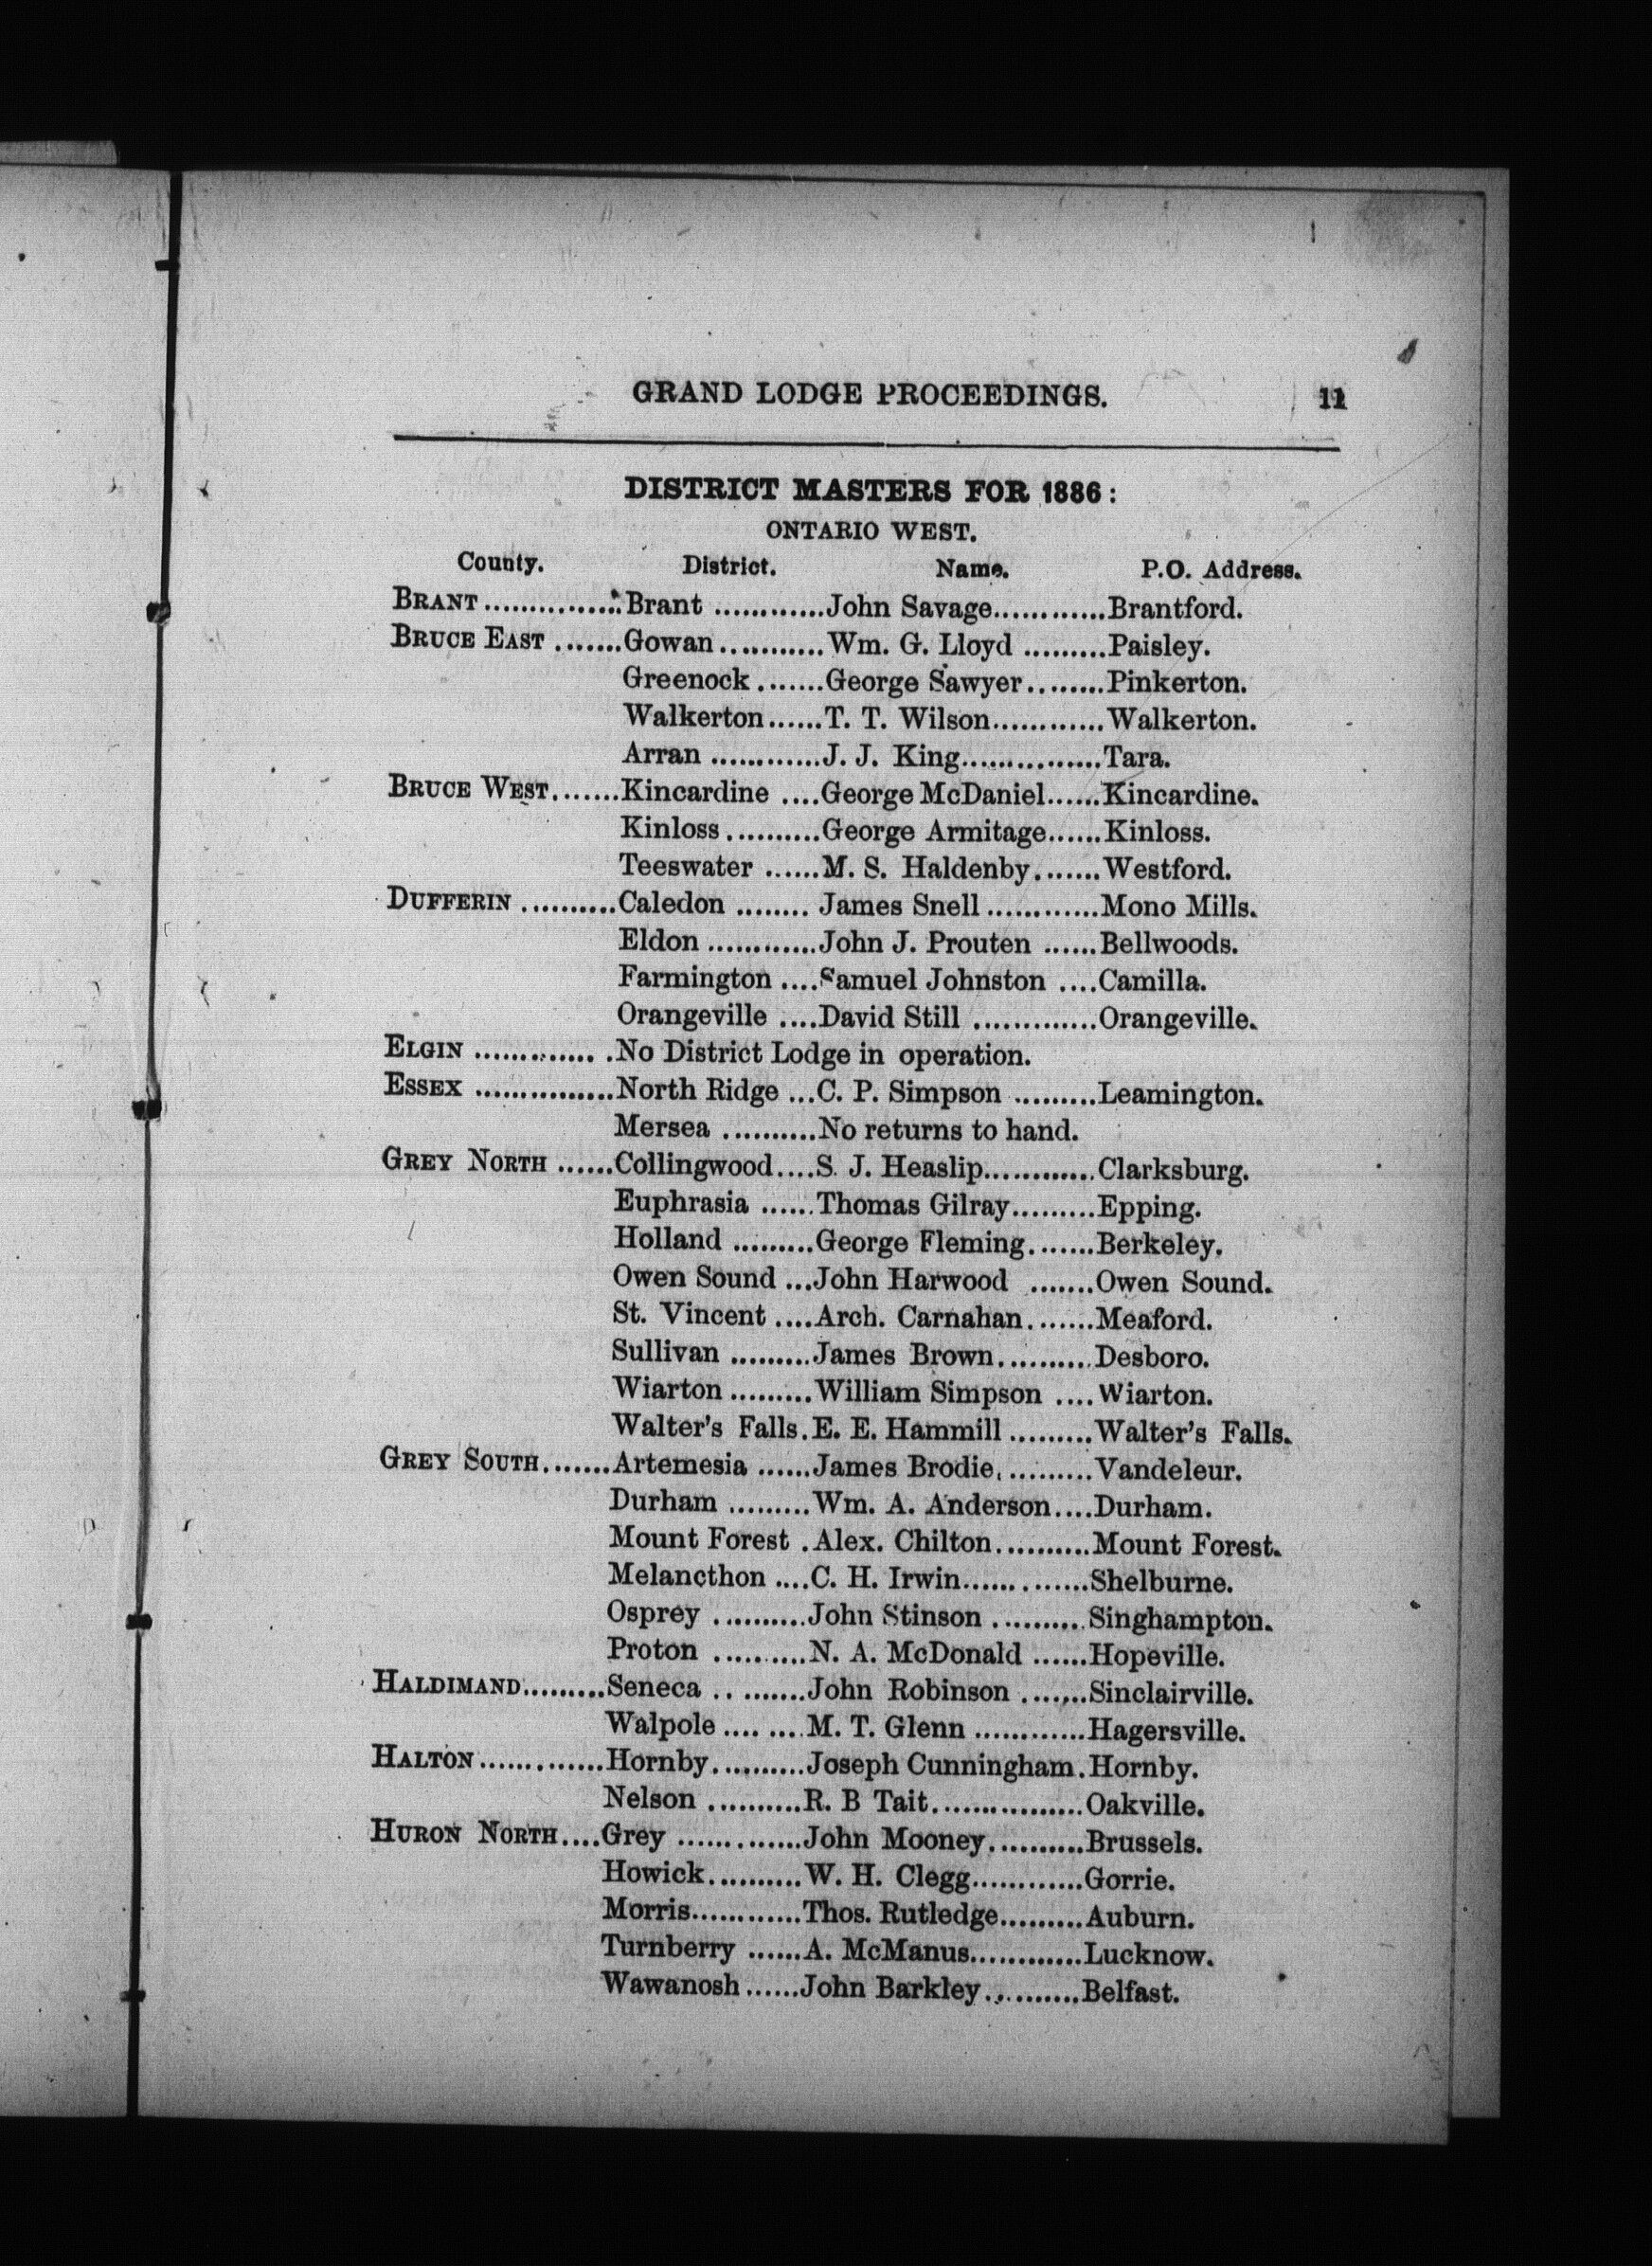 GRAND LODGE PROCEEDINGS. 11
DISTRICT MASTERS FOR 1886:
ONTARIO WEST.
County. District. Name. P.O. Address.
BRANT...............Brant ............John Savage............Brantford.
BRUCE EAST .......Gowan...........Wm. G. Lloyd .........Paisley.
Greenock.......George Sawyer........Pinkerton.
Walkerton......T. T. Wilson............Walkerton.
Arran ............J. J. King...............Tara.
BRUCE WEST.......Kincardine ....George McDaniel......Kincardine.
Kinloss..........George Armitage......Kinloss.
Teeswater ......M. S. Haldenby.......Westford.
DUFFERIN ..........Caledon ........ James Snell ............Mono Mills.
Eldon ............John J. Prouten ......Bellwoods.
Farmington ....Samuel Johnston ....Camilla.
Orangeville ....David Still .............Orangeville.
ELGIN ............. .No District Lodge in operation.
ESSEX ...............North Ridge ...C. P. Simpson .........Leamington.
Mersea ..........No returns to hand.
GREY NORTH ......Collingwood....S. J. Heaslip............Clarksburg.
Euphrasia ......Thomas Gilray.........Epping.
Holland .........George Fleming.......Berkeley.
Owen Sound ...John Harwood .......Owen Sound.
St. Vincent ....Arch. Carnahan.......Meaford.
Sullivan .........James Brown..........Desboro.
Wiarton .........William Simpson ....Wiarton.
Walter's Falls.E. E. Hammill .........Walter's Falls.
GREY SOUTH.......Artemesia ......James Brodie, .........Vandeleur.
Durham .........Wm. A. Anderson....Durham.
Mount Forest .Alex. Chilton..........Mount Forest.
Melancthon ....C. H. Irwin..............Shelburne.
Osprey ..........John Stinson ..........Singhampton.
Proton ..........N. A. McDonald ......Hopeville.
HALDIMAND.........Seneca .. .......John Robinson .......Sinclairville.
Walpole .... ....M. T. Glenn ............Hagersville.
HALTON.............Hornby..........Joseph Cunningham.Hornby.
Nelson ..........R. B Tait................Oakville.
HURON NORTH....Grey .............John Mooney..........Brussels.
Howick..........W. H. Clegg............Gorrie.
Morris............Thos. Rutledge.........Auburn.
Turnberry ......A. McManus............Lucknow.
Wawanosh......John Barkley..........Belfast.